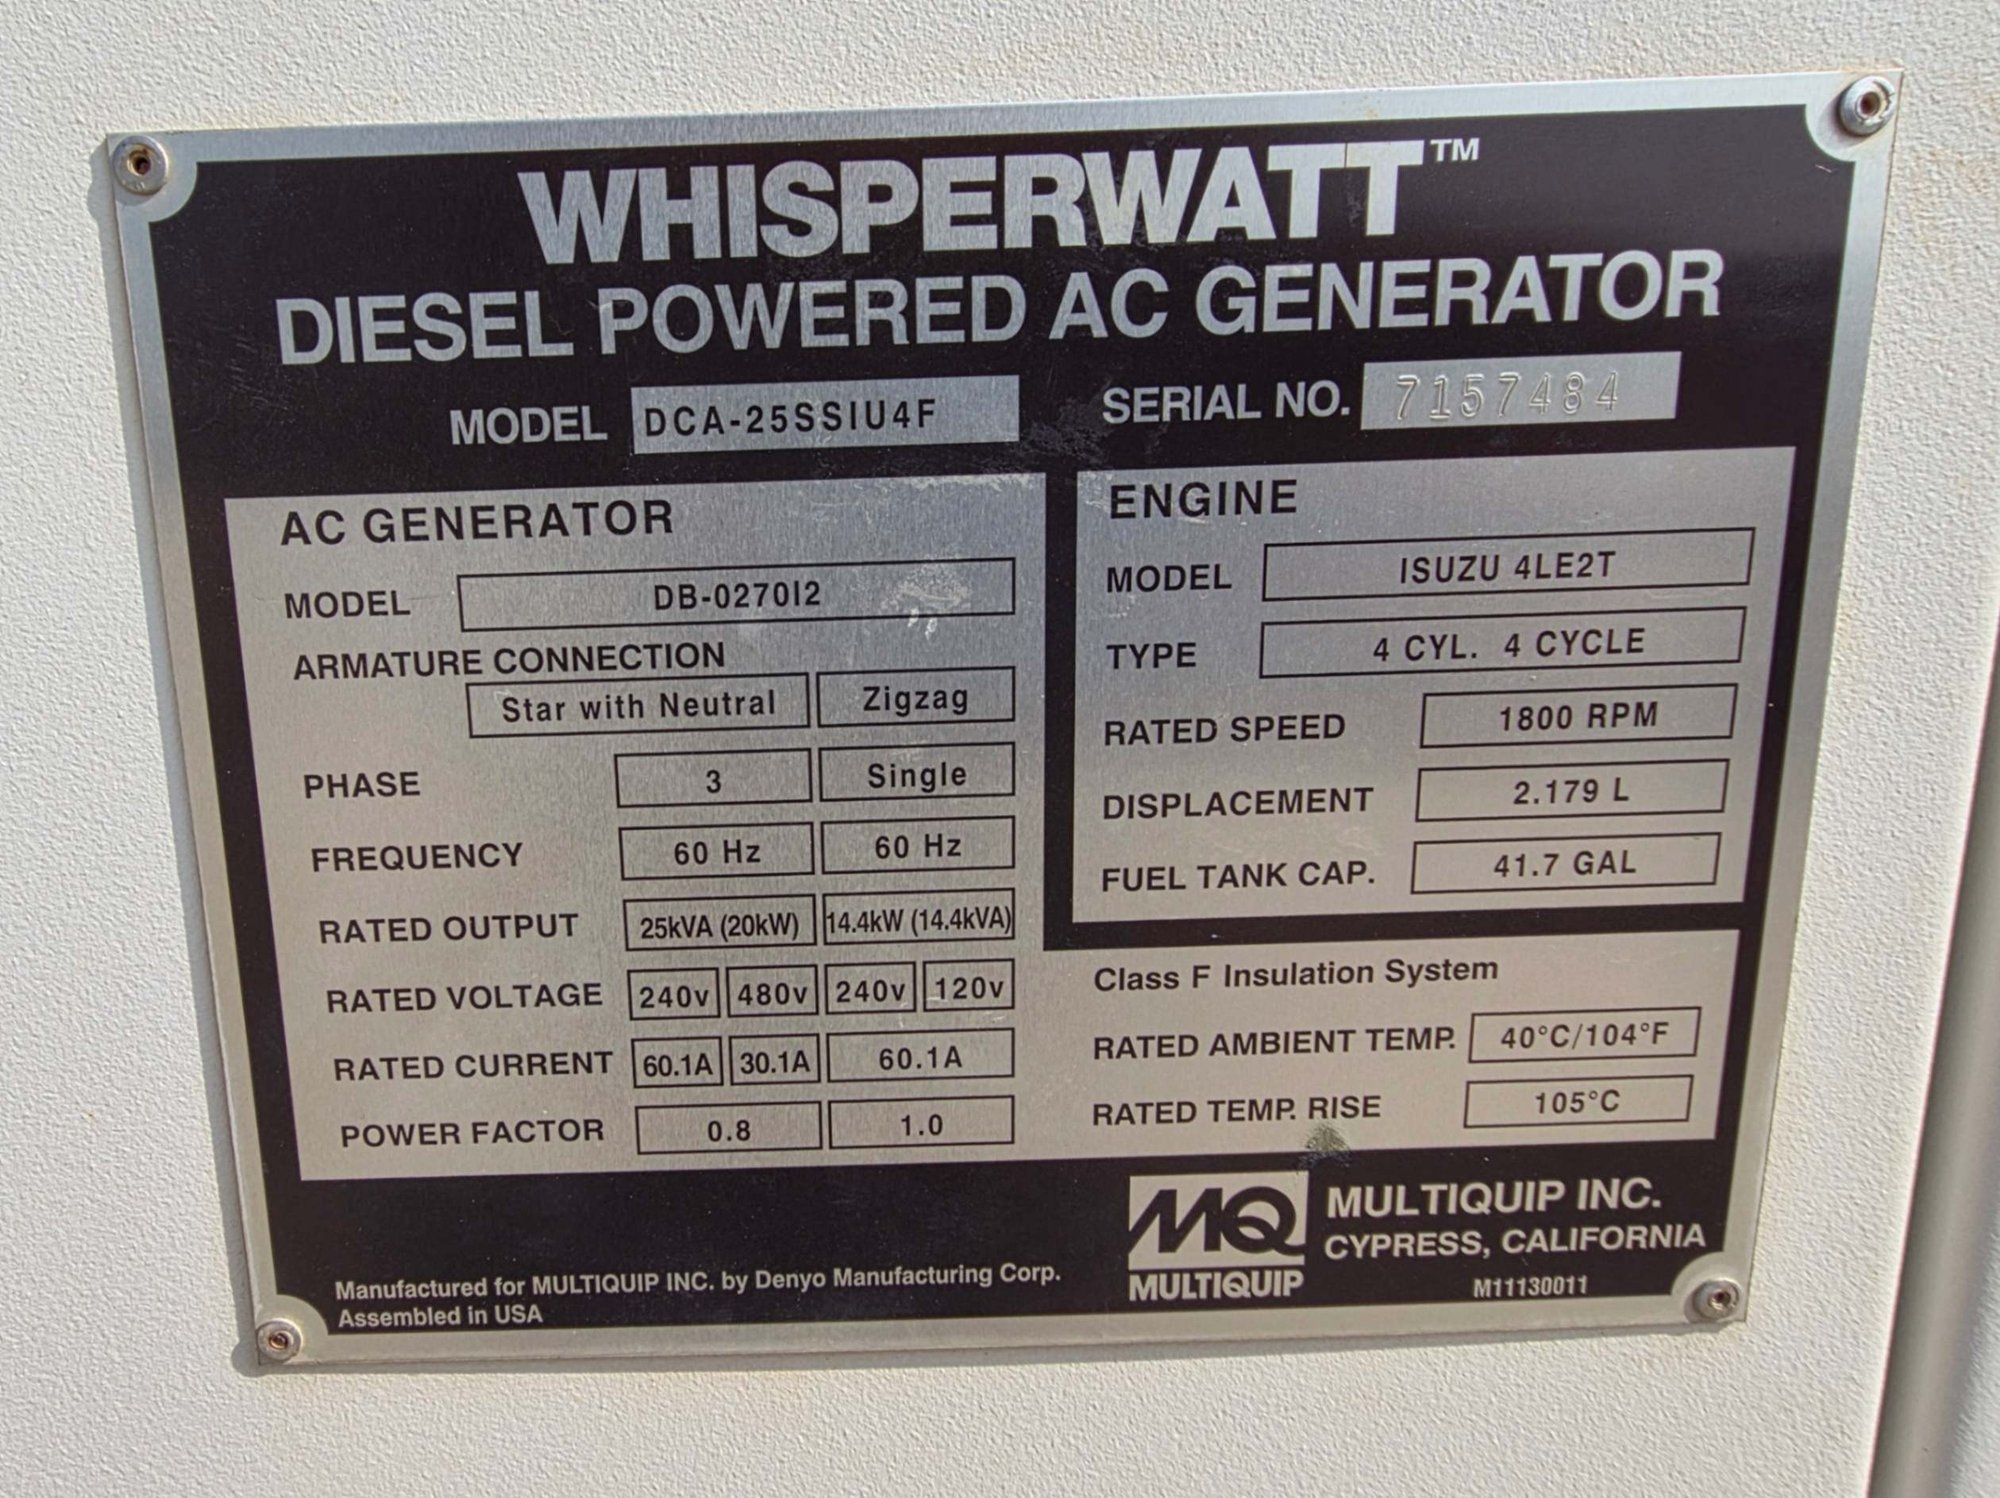 WHISPERWATT™
DIESEL POWERED AC GENERATOR
MODEL DCA-25SSIU4F SERIAL NO. 7157484
AC GENERATOR
MODEL DB-0270I2
ARMATURE CONNECTION
Star with Neutral Zigzag
PHASE 3 Single
FREQUENCY 60 Hz 60 Hz
RATED OUTPUT 25kVA (20kW) 14.4kW (14.4kVA)
RATED VOLTAGE 240v 480v 240v 120v
RATED CURRENT 60.1A 30.1A 60.1A
POWER FACTOR 0.8 1.0
ENGINE
MODEL ISUZU 4LE2T
TYPE 4 CYL. 4 CYCLE
RATED SPEED 1800 RPM
DISPLACEMENT 2.179 L
FUEL TANK CAP. 41.7 GAL
Class F Insulation System
RATED AMBIENT TEMP. 40°C/104°F
RATED TEMP. RISE 105°C
Manufactured for MULTIQUIP INC. by Denyo Manufacturing Corp.
Assembled in USA
MQ
MULTIQUIP
MULTIQUIP INC.
CYPRESS, CALIFORNIA
M11130011